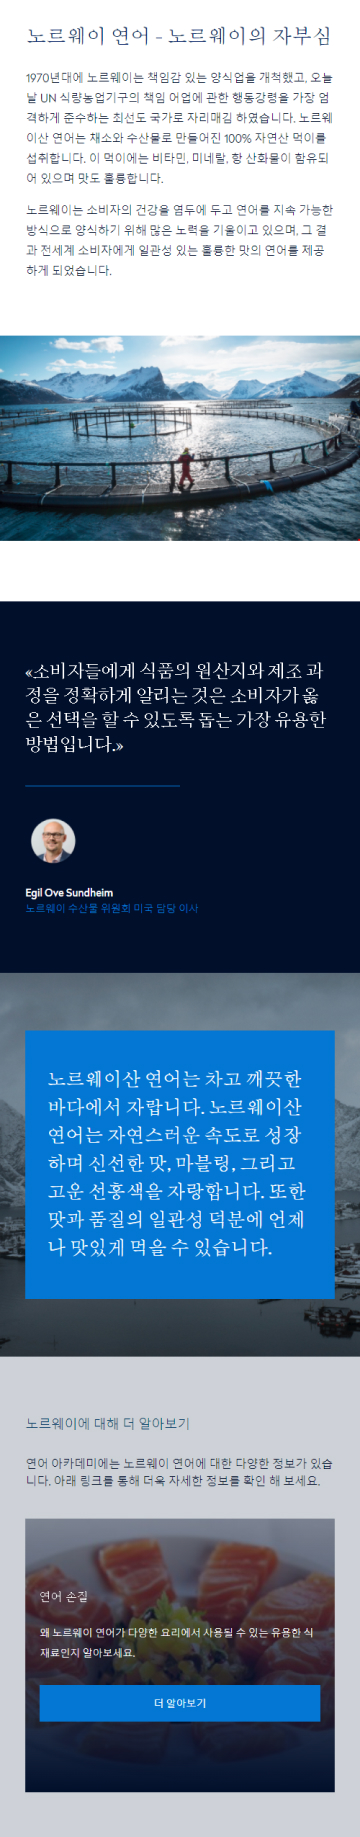 노르웨이 연어 - 노르웨이의 자부심
1970년대에 노르웨이는 책임감 있는 양식업을 개척했고, 오늘
날 UN 식량농업기구의 책임 어업에 관한 행동강령을 가장 엄
격하게 준수하는 최선도 국가로 자리매김 하였습니다. 노르웨
이산 연어는 채소와 수산물로 만들어진 100% 자연산 먹이를
섭취합니다. 이 먹이에는 비타민, 미네랄, 항 산화물이 함유되
어 있으며 맛도 훌륭합니다.
노르웨이는 소비자의 건강을 염두에 두고 연어를 지속 가능한
방식으로 양식하기 위해 많은 노력을 기울이고 있으며, 그 결
과 전세계 소비자에게 일관성 있는 훌륭한 맛의 연어를 제공
하게 되었습니다.
«소비자들에게 식품의 원산지와 제조 과
정을 정확하게 알리는 것은 소비자가 옳
은 선택을 할 수 있도록 돕는 가장 유용한
방법입니다.»
Egil Ove Sundheim
노르웨이 수산물 위원회 미국 담당 이사
노르웨이산 연어는 차고 깨끗한
바다에서 자랍니다. 노르웨이산
연어는 자연스러운 속도로 성장
하며 신선한 맛, 마블링, 그리고
고운 선홍색을 자랑합니다. 또한
맛과 품질의 일관성 덕분에 언제
나 맛있게 먹을 수 있습니다.
노르웨이에 대해 더 알아보기
연어 아카데미에는 노르웨이 연어에 대한 다양한 정보가 있습
니다. 아래 링크를 통해 더욱 자세한 정보를 확인 해 보세요.
연어 손질
왜 노르웨이 연어가 다양한 요리에서 사용될 수 있는 유용한 식
재료인지 알아보세요.
더 알아보기